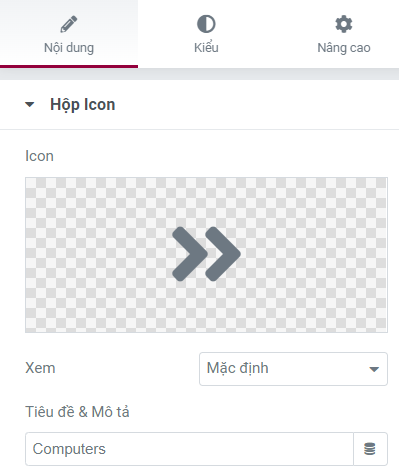 Nội dung Kiểu Nâng cao
Hộp Icon
Icon
Xem Mặc định
Tiêu đề & Mô tả
Computers